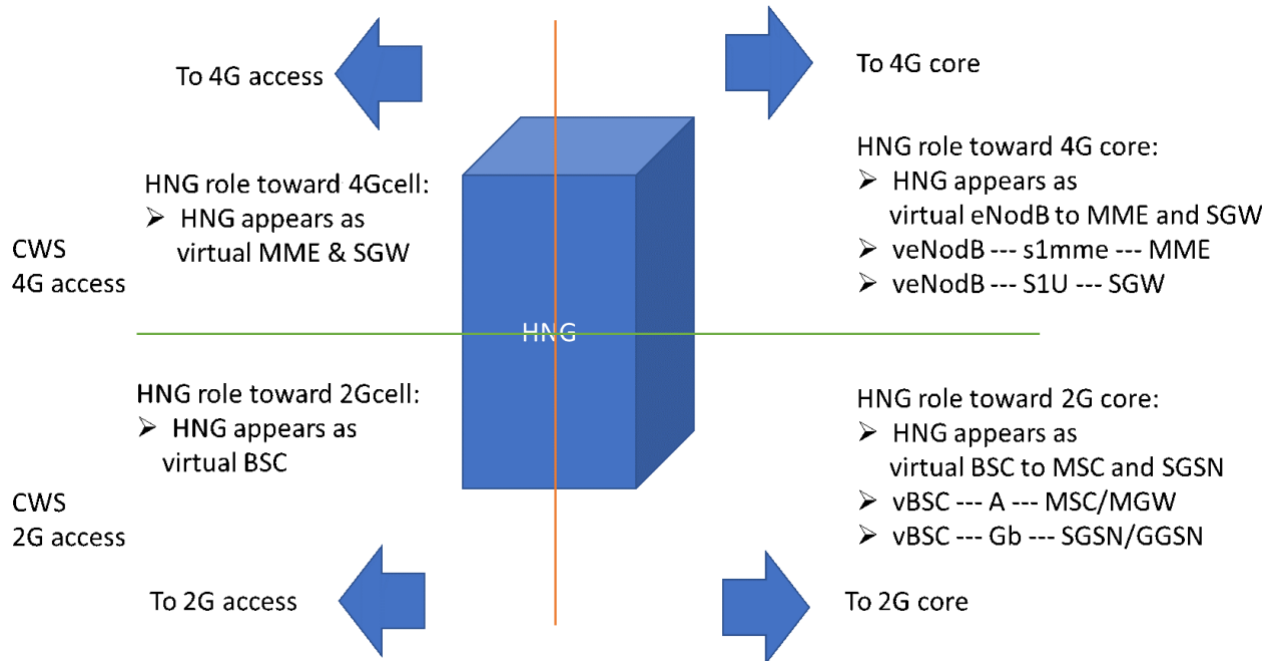 To 4G access
To 4G core
HNG role toward 4Gcell:
➢ HNG appears as
virtual MME & SGW
HNG role toward 4G core:
➢ HNG appears as
virtual eNodB to MME and SGW
➢ veNodB --- s1mme --- MME
➢ veNodB --- S1U --- SGW
CWS
4G access
HNG
HNG role toward 2Gcell:
➢ HNG appears as
virtual BSC
HNG role toward 2G core:
➢ HNG appears as
virtual BSC to MSC and SGSN
➢ vBSC --- A --- MSC/MGW
➢ vBSC --- Gb --- SGSN/GGSN
CWS
2G access
To 2G access
To 2G core